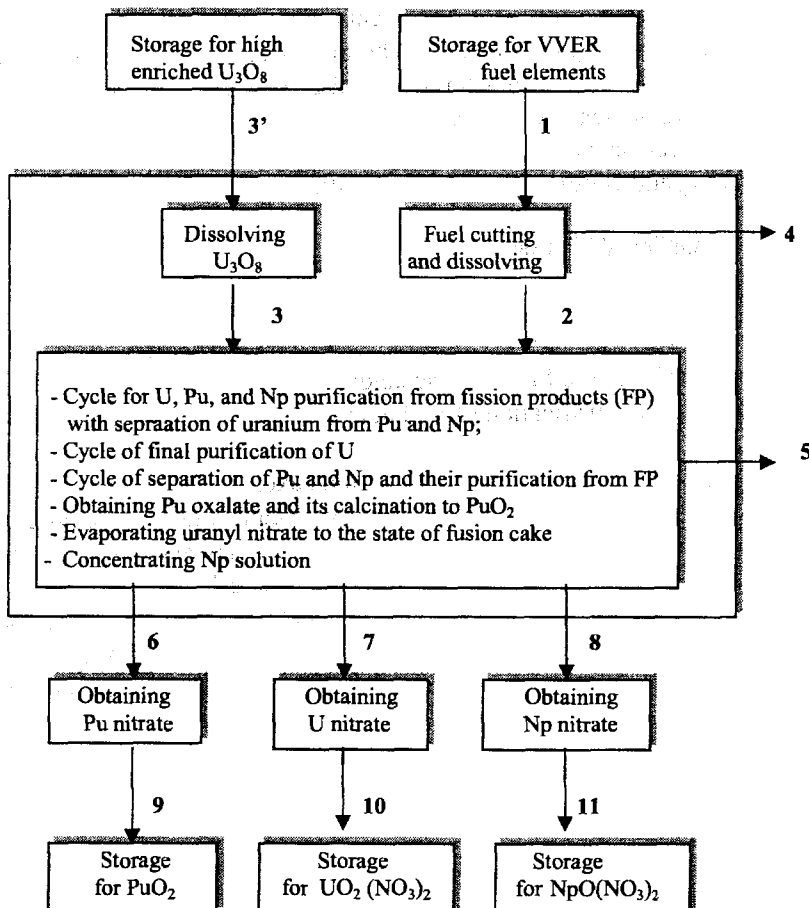 Storage for high
enriched U₃O₈
Storage for VVER
fuel elements
3’
1
Dissolving
U₃O₈
Fuel cutting
and dissolving
4
3
2
- Cycle for U, Pu, and Np purification from fission products (FP)
with sepraation of uranium from Pu and Np;
- Cycle of final purification of U
- Cycle of separation of Pu and Np and their purification from FP
- Obtaining Pu oxalate and its calcination to PuO₂
- Evaporating uranyl nitrate to the state of fusion cake
- Concentrating Np solution
5
6
7
8
Obtaining
Pu nitrate
Obtaining
U nitrate
Obtaining
Np nitrate
9
10
11
Storage
for PuO₂
Storage
for UO₂ (NO₃)₂
Storage
for NpO(NO₃)₂